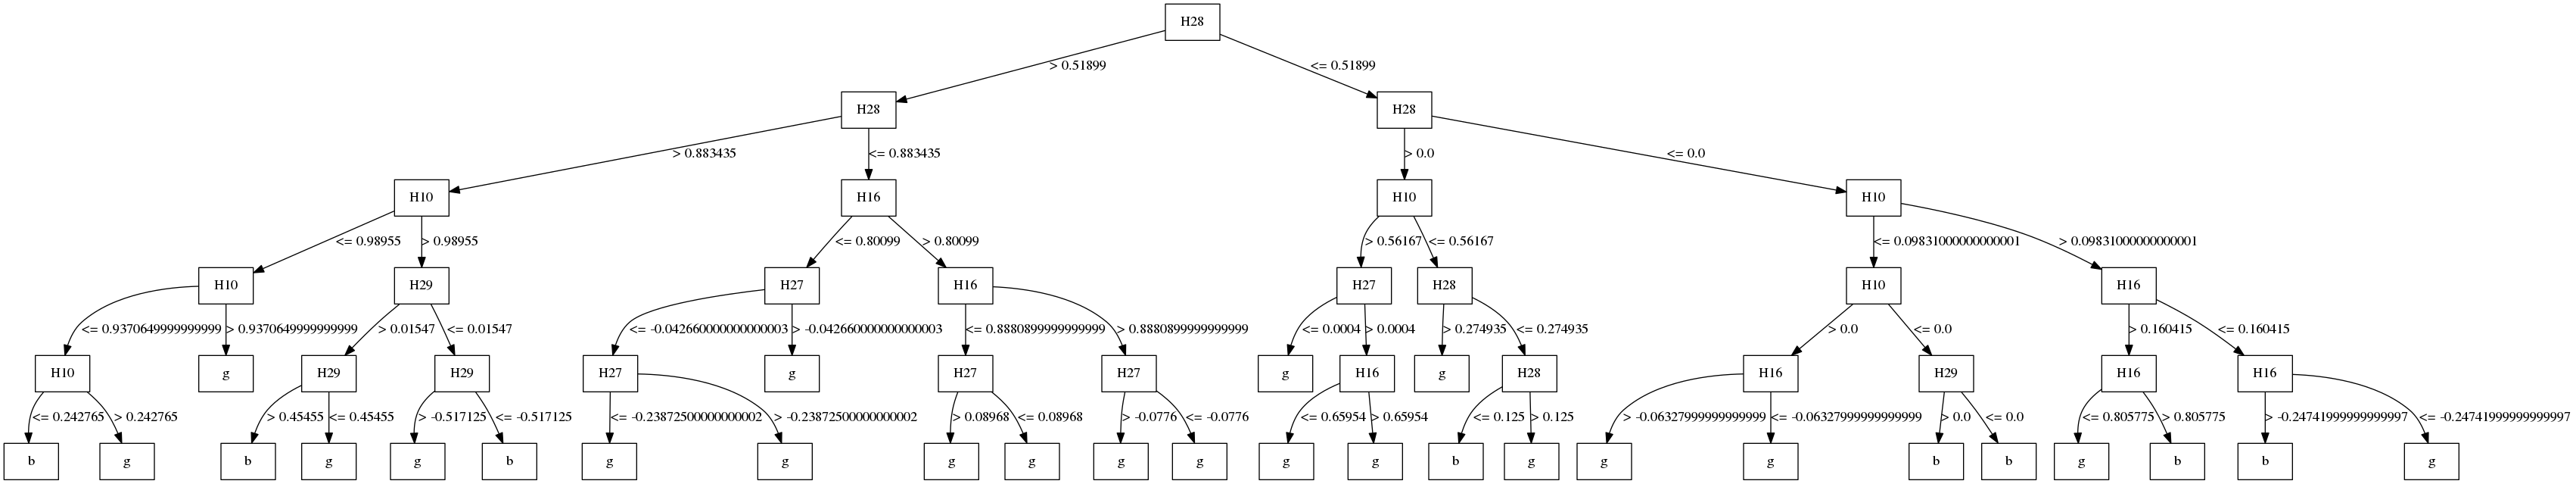 H28
> 0.51899 <= 0.51899
H28 H28
> 0.883435 <= 0.883435 > 0.0 <= 0.0
H10 H16 H10 H10
<= 0.98955 > 0.98955 <= 0.80099 > 0.80099 > 0.56167 <= 0.56167 <= 0.09831000000000001 > 0.09831000000000001
H10 H29 H27 H16 H27 H28 H10 H16
<= 0.9370649999999999 > 0.9370649999999999 > 0.01547 <= 0.01547 <= -0.042660000000000003 > -0.042660000000000003 <= 0.8880899999999999 > 0.8880899999999999 <= 0.0004 > 0.0004 > 0.274935 <= 0.274935 > 0.0 <= 0.0 > 0.160415 <= 0.160415
H10 g H29 H29 H27 g H27 H27 g H16 g H28 H16 H29 H16 H16
<= 0.242765 > 0.242765 > 0.45455 <= 0.45455 > -0.517125 <= -0.517125 <= -0.23872500000000002 > -0.23872500000000002 > 0.08968 <= 0.08968 > -0.0776 <= -0.0776 <= 0.65954 > 0.65954 <= 0.125 > 0.125 > -0.06327999999999999 <= -0.06327999999999999 > 0.0 <= 0.0 <= 0.805775 > 0.805775 > -0.24741999999999997 <= -0.24741999999999997
b g b g g b g g g g g g g g b g g g b b g b b g